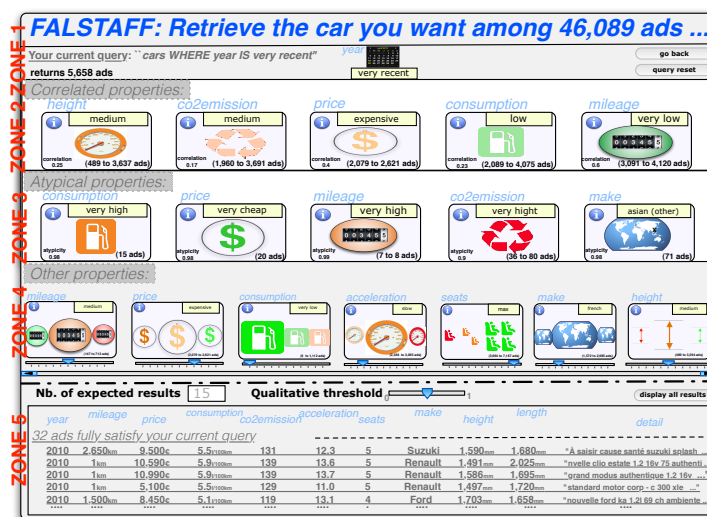 FALSTAFF: Retrieve the car you want among 46,089 ads ...
ZONE 1
Your current query: ``cars WHERE year IS very recent"
year
very recent
go back
returns 5,658 ads
query reset
ZONE 2
Correlated properties:
height co2emission price consumption mileage
medium medium expensive low very low
correlation correlation correlation correlation correlation
0.25 (489 to 3,637 ads) 0.17 (1,960 to 3,691 ads) 0.4 (2,079 to 2,621 ads) 0.23 (2,089 to 4,075 ads) 0.6 (3,091 to 4,120 ads)
ZONE 3
Atypical properties:
consumption price mileage co2emission make
very high very cheap very high very hight asian (other)
atypicity atypicity atypicity atypicity atypicity
0.98 (15 ads) 0.98 (20 ads) 0.99 (7 to 8 ads) 0.9 (36 to 80 ads) 0.98 (71 ads)
ZONE 4
Other properties:
mileage price consumption acceleration seats make height
medium expensive very low slow max french medium
Nb. of expected results 15 Qualitative threshold 0 1 display all results
ZONE 5
year mileage price consumption co2emission acceleration seats make height length detail
32 ads fully satisfy your current query
2010 2.650km 9.500€ 5.5l/100km 131 12.3 5 Suzuki 1.590mm 1.680mm "À saisir cause santé suzuki splash ...
2010 1km 10.590€ 5.9l/100km 139 13.6 5 Renault 1.491mm 2.025mm "nvelle clio estate 1.2 16v 75 authenti ...
2010 1km 10.990€ 5.9l/100km 139 13.7 5 Renault 1.586mm 1.695mm "grand modus authentique 1.2 16v ..."
2010 1km 5.100€ 5.5l/100km 129 11.0 5 Renault 1.497mm 1.720mm "standard motor corp - c 300 xle ..."
2010 1.500km 8.450€ 5.1l/100km 119 13.1 4 Ford 1.703mm 1.658mm "nouvelle ford ka 1.2l 69 ch ambiente ...